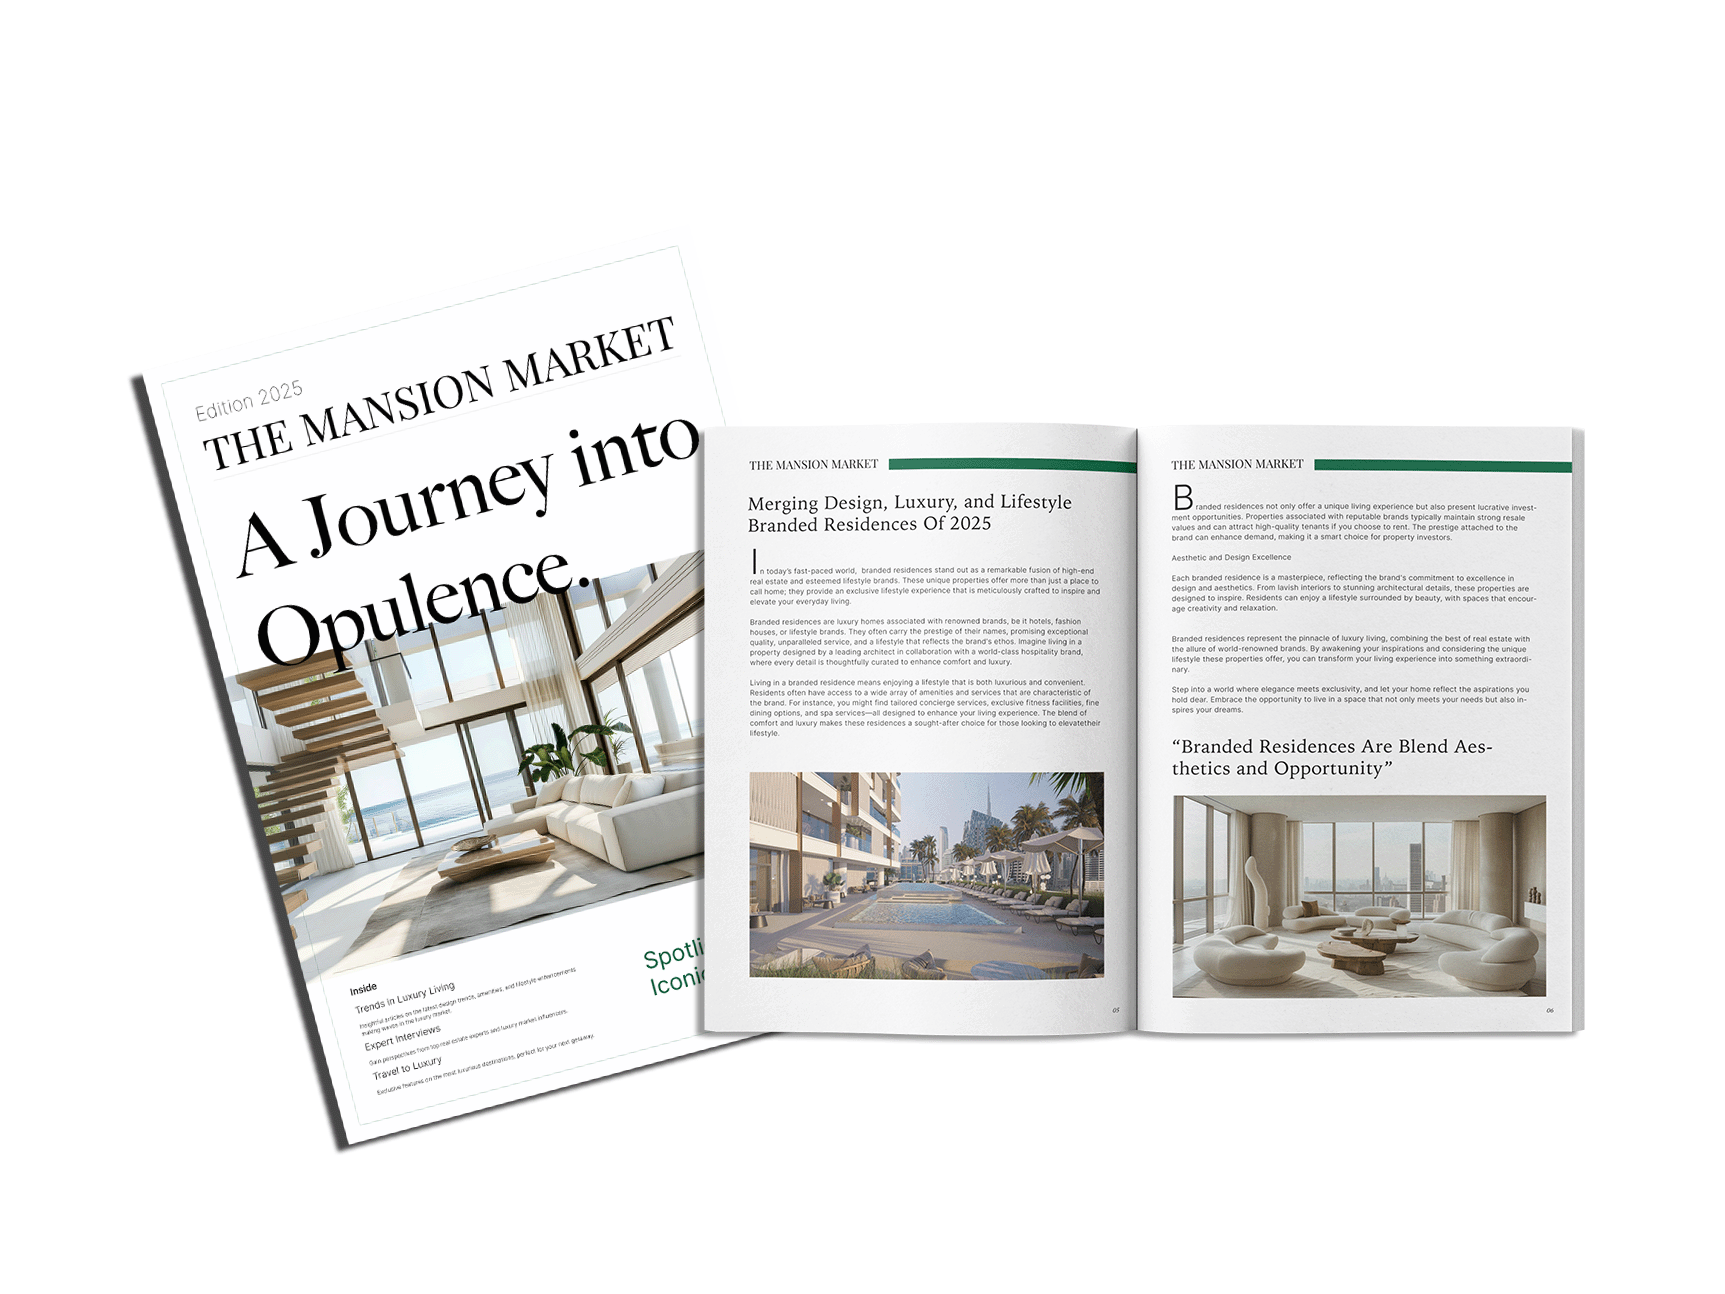 Edition 2025
THE MANSION MARKET
A Journey into
Opulence.
Inside
Trends in Luxury Living
Insightful articles on the latest design trends, amenities, and lifestyle enhancements
making waves in the luxury market.
Expert Interviews
Gain perspectives from top real estate experts and luxury market influencers.
Travel to Luxury
Exclusive features on the most luxurious destinations, perfect for your next getaway.
THE MANSION MARKET
Merging Design, Luxury, and Lifestyle
Branded Residences Of 2025
In today's fast-paced world, branded residences stand out as a remarkable fusion of high-end
real estate and esteemed lifestyle brands. These unique properties offer more than just a place to
call home; they provide an exclusive lifestyle experience that is meticulously crafted to inspire and
elevate your everyday living.
Branded residences are luxury homes associated with renowned brands, be it hotels, fashion
houses, or lifestyle brands. They often carry the prestige of their names, promising exceptional
quality, unparalleled service, and a lifestyle that reflects the brand's ethos. Imagine living in a
property designed by a leading architect in collaboration with a world-class hospitality brand,
where every detail is thoughtfully curated to enhance comfort and luxury.
Living in a branded residence means enjoying a lifestyle that is both luxurious and convenient.
Residents often have access to a wide array of amenities and services that are characteristic of
the brand. For instance, you might find tailored concierge services, exclusive fitness facilities, fine
dining options, and spa services—all designed to enhance your living experience. The blend of
comfort and luxury makes these residences a sought-after choice for those looking to elevatetheir
lifestyle.
05
THE MANSION MARKET
Branded residences not only offer a unique living experience but also present lucrative invest-
ment opportunities. Properties associated with reputable brands typically maintain strong resale
values and can attract high-quality tenants if you choose to rent. The prestige attached to the
brand can enhance demand, making it a smart choice for property investors.
Aesthetic and Design Excellence
Each branded residence is a masterpiece, reflecting the brand's commitment to excellence in
design and aesthetics. From lavish interiors to stunning architectural details, these properties are
designed to inspire. Residents can enjoy a lifestyle surrounded by beauty, with spaces that encour-
age creativity and relaxation.
Branded residences represent the pinnacle of luxury living, combining the best of real estate with
the allure of world-renowned brands. By awakening your inspirations and considering the unique
lifestyle these properties offer, you can transform your living experience into something extraordi-
nary.
Step into a world where elegance meets exclusivity, and let your home reflect the aspirations you
hold dear. Embrace the opportunity to live in a space that not only meets your needs but also in-
spires your dreams.
“Branded Residences Are Blend Aes-
thetics and Opportunity”
06